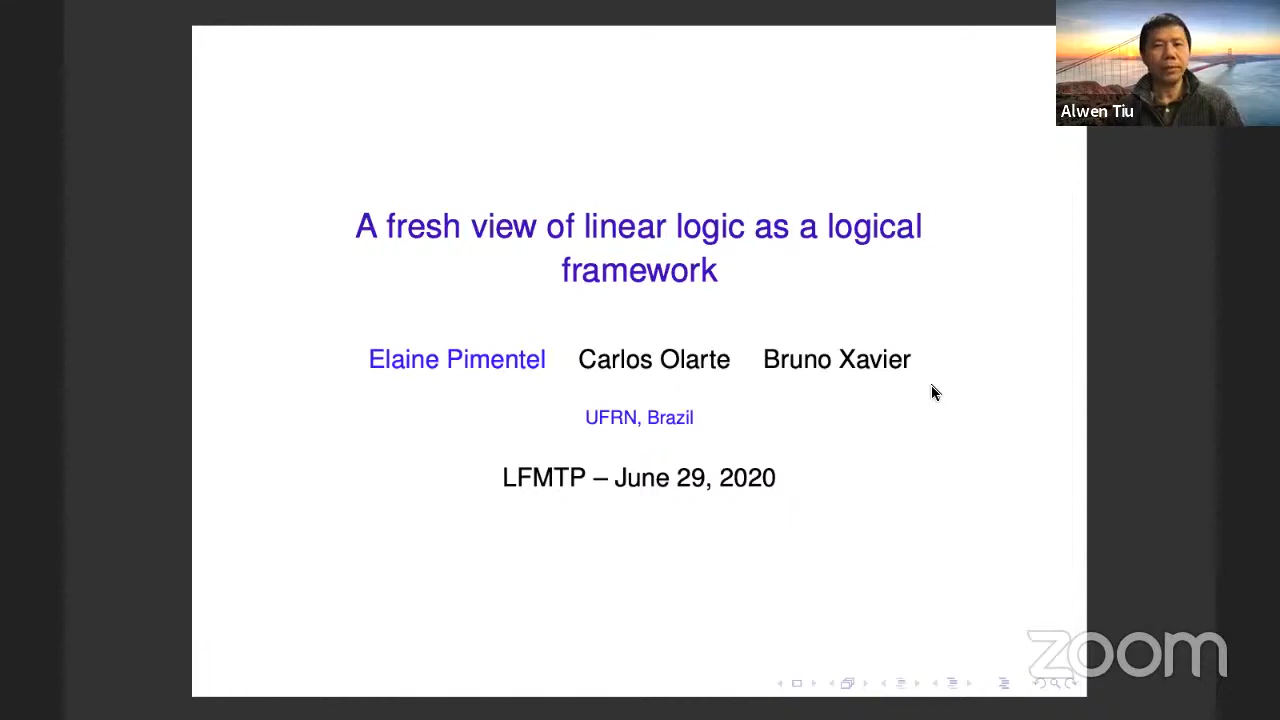 Alwen Tiu
A fresh view of linear logic as a logical
framework
Elaine Pimentel Carlos Olarte Bruno Xavier
UFRN, Brazil
LFMTP – June 29, 2020
zoom